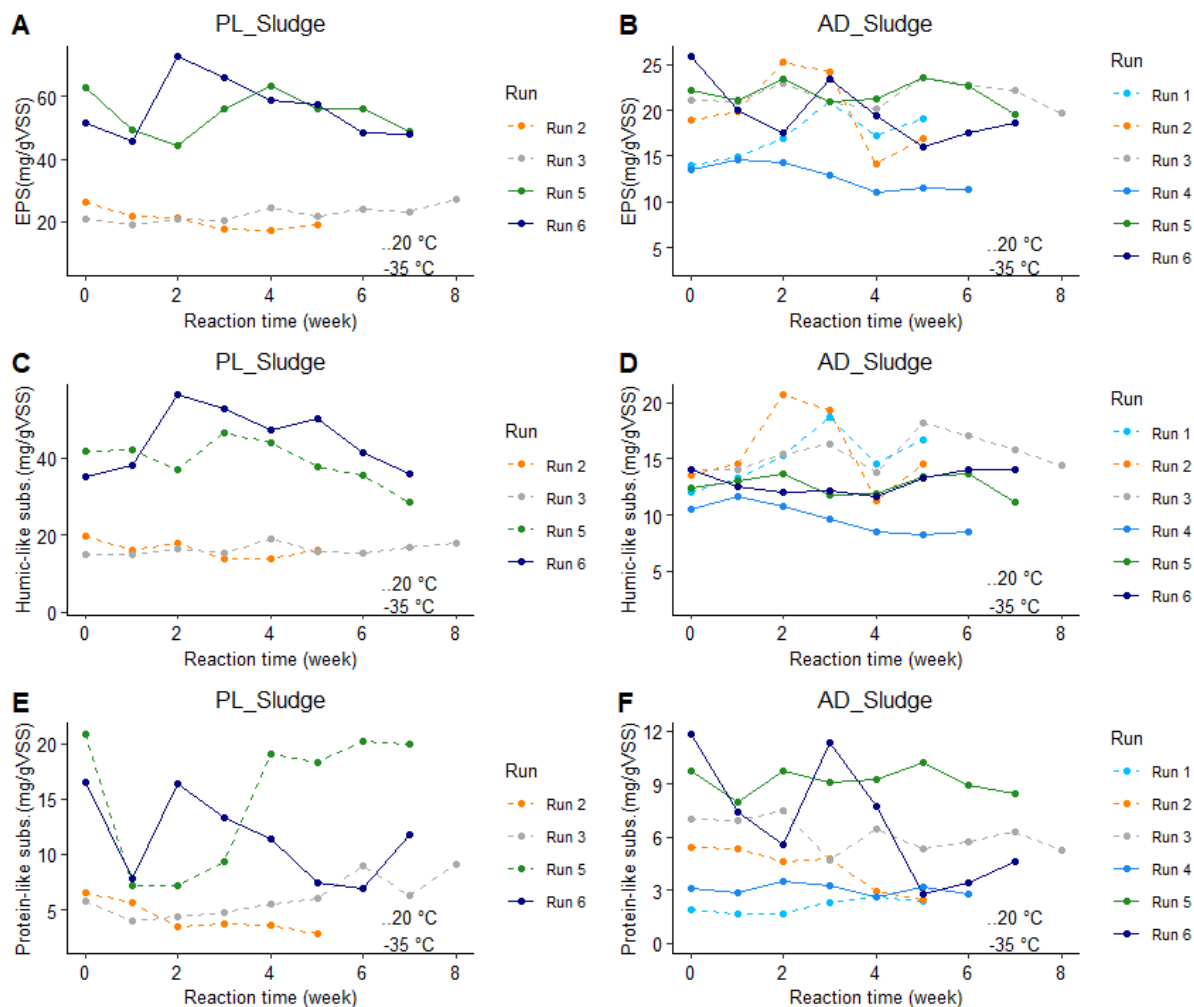 A
PL_Sludge
EPS(mg/gVSS)
60
40
20
0 2 4 6 8
Reaction time (week)
..20 °C
-35 °C
Run
Run 2
Run 3
Run 5
Run 6
B
AD_Sludge
EPS(mg/gVSS)
25
20
15
10
5
0 2 4 6 8
Reaction time (week)
..20 °C
-35 °C
Run
Run 1
Run 2
Run 3
Run 4
Run 5
Run 6
C
PL_Sludge
Humic-like subs.(mg/gVSS)
40
20
0
0 2 4 6 8
Reaction time (week)
..20 °C
-35 °C
Run
Run 2
Run 3
Run 5
Run 6
D
AD_Sludge
Humic-like subs.(mg/gVSS)
20
15
10
5
0 2 4 6 8
Reaction time (week)
..20 °C
-35 °C
Run
Run 1
Run 2
Run 3
Run 4
Run 5
Run 6
E
PL_Sludge
Protein-like subs.(mg/gVSS)
20
15
10
5
0 2 4 6 8
Reaction time (week)
..20 °C
-35 °C
Run
Run 2
Run 3
Run 5
Run 6
F
AD_Sludge
Protein-like subs.(mg/gVSS)
12
9
6
3
0
0 2 4 6 8
Reaction time (week)
..20 °C
-35 °C
Run
Run 1
Run 2
Run 3
Run 4
Run 5
Run 6